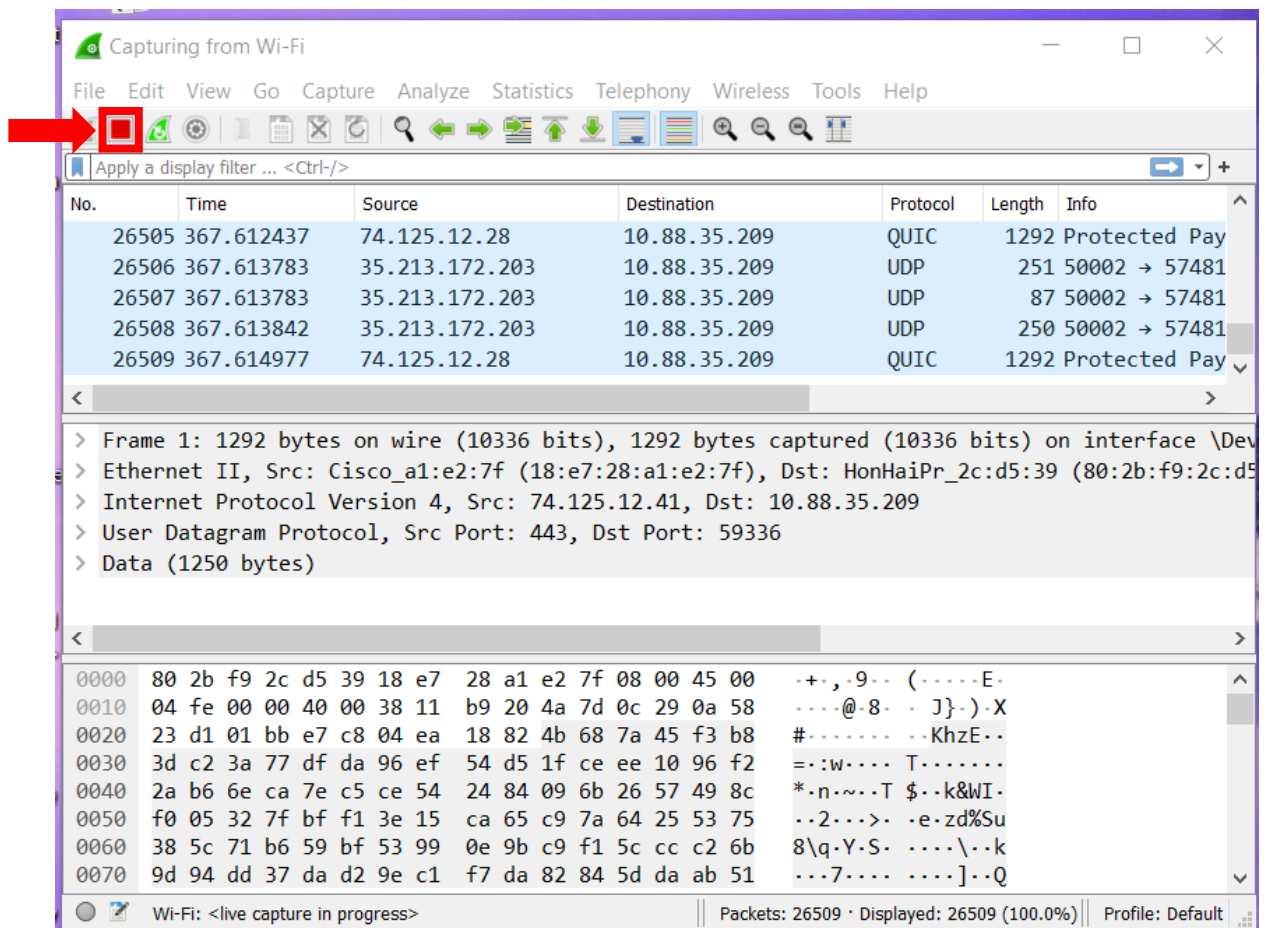 Capturing from Wi-Fi
File Edit View Go Capture Analyze Statistics Telephony Wireless Tools Help
Apply a display filter ... <Ctrl-/>
+
No. Time Source Destination Protocol Length Info
26505 367.612437 74.125.12.28 10.88.35.209 QUIC 1292 Protected Pay
26506 367.613783 35.213.172.203 10.88.35.209 UDP 251 50002 → 57481
26507 367.613783 35.213.172.203 10.88.35.209 UDP 87 50002 → 57481
26508 367.613842 35.213.172.203 10.88.35.209 UDP 250 50002 → 57481
26509 367.614977 74.125.12.28 10.88.35.209 QUIC 1292 Protected Pay
> Frame 1: 1292 bytes on wire (10336 bits), 1292 bytes captured (10336 bits) on interface \Dev
> Ethernet II, Src: Cisco_a1:e2:7f (18:e7:28:a1:e2:7f), Dst: HonHaiPr_2c:d5:39 (80:2b:f9:2c:d5
> Internet Protocol Version 4, Src: 74.125.12.41, Dst: 10.88.35.209
> User Datagram Protocol, Src Port: 443, Dst Port: 59336
> Data (1250 bytes)
0000 80 2b f9 2c d5 39 18 e7 28 a1 e2 7f 08 00 45 00 ·+·,·9·· (·····E·
0010 04 fe 00 00 40 00 38 11 b9 20 4a 7d 0c 29 0a 58 ····@·8· · J}·)·X
0020 23 d1 01 bb e7 c8 04 ea 18 82 4b 68 7a 45 f3 b8 #······· ··KhzE··
0030 3d c2 3a 77 df da 96 ef 54 d5 1f ce ee 10 96 f2 =·:w···· T·······
0040 2a b6 6e ca 7e c5 ce 54 24 84 09 6b 26 57 49 8c *·n·~··T $··k&WI·
0050 f0 05 32 7f bf f1 3e 15 ca 65 c9 7a 64 25 53 75 ··2···>· ·e·zd%Su
0060 38 5c 71 b6 59 bf 53 99 0e 9b c9 f1 5c cc c2 6b 8\q·Y·S· ····\··k
0070 9d 94 dd 37 da d2 9e c1 f7 da 82 84 5d da ab 51 ···7···· ····]··Q
Wi-Fi: <live capture in progress> Packets: 26509 · Displayed: 26509 (100.0%) Profile: Default